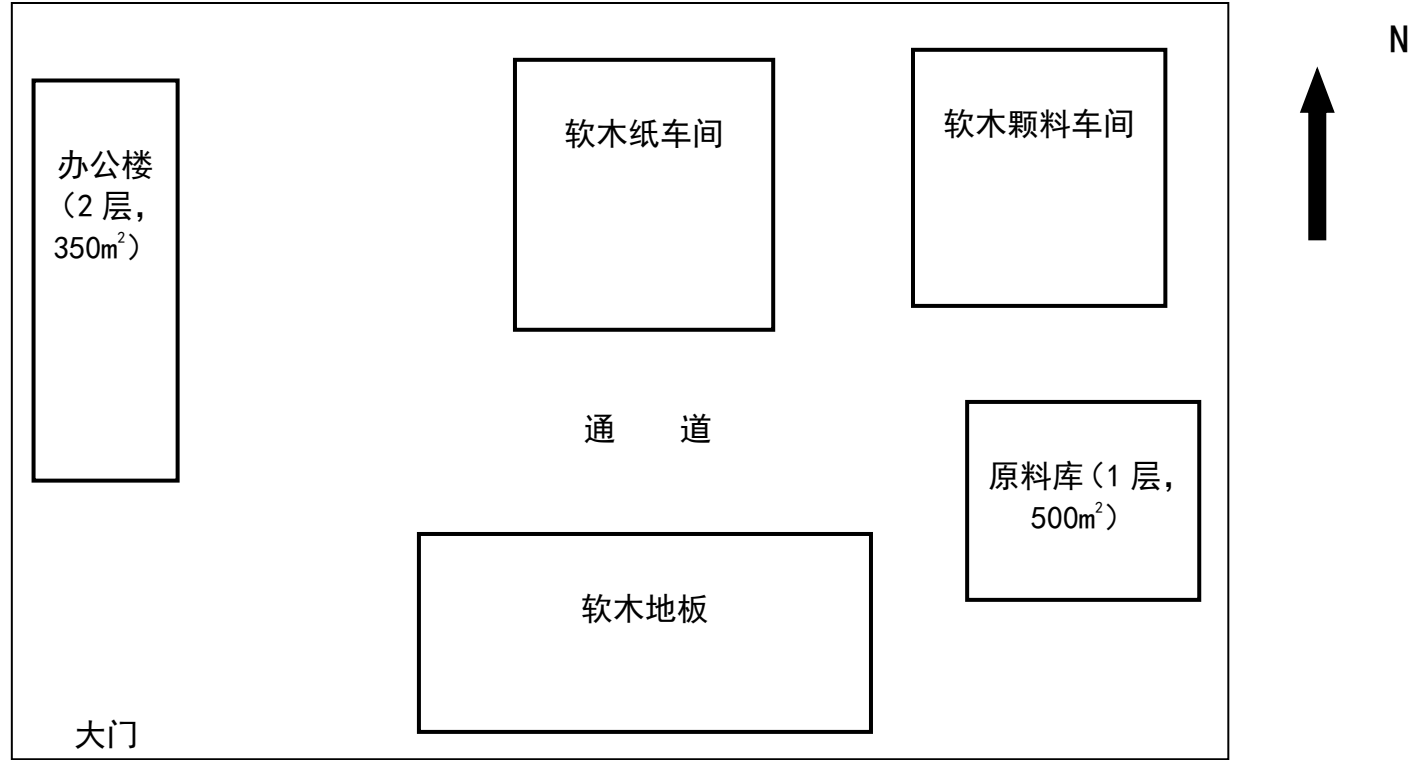 N
软木纸车间
软木颗料车间
办公楼
（2 层，
350m²）
通 道
原料库（1 层，
500m²）
软木地板
大门